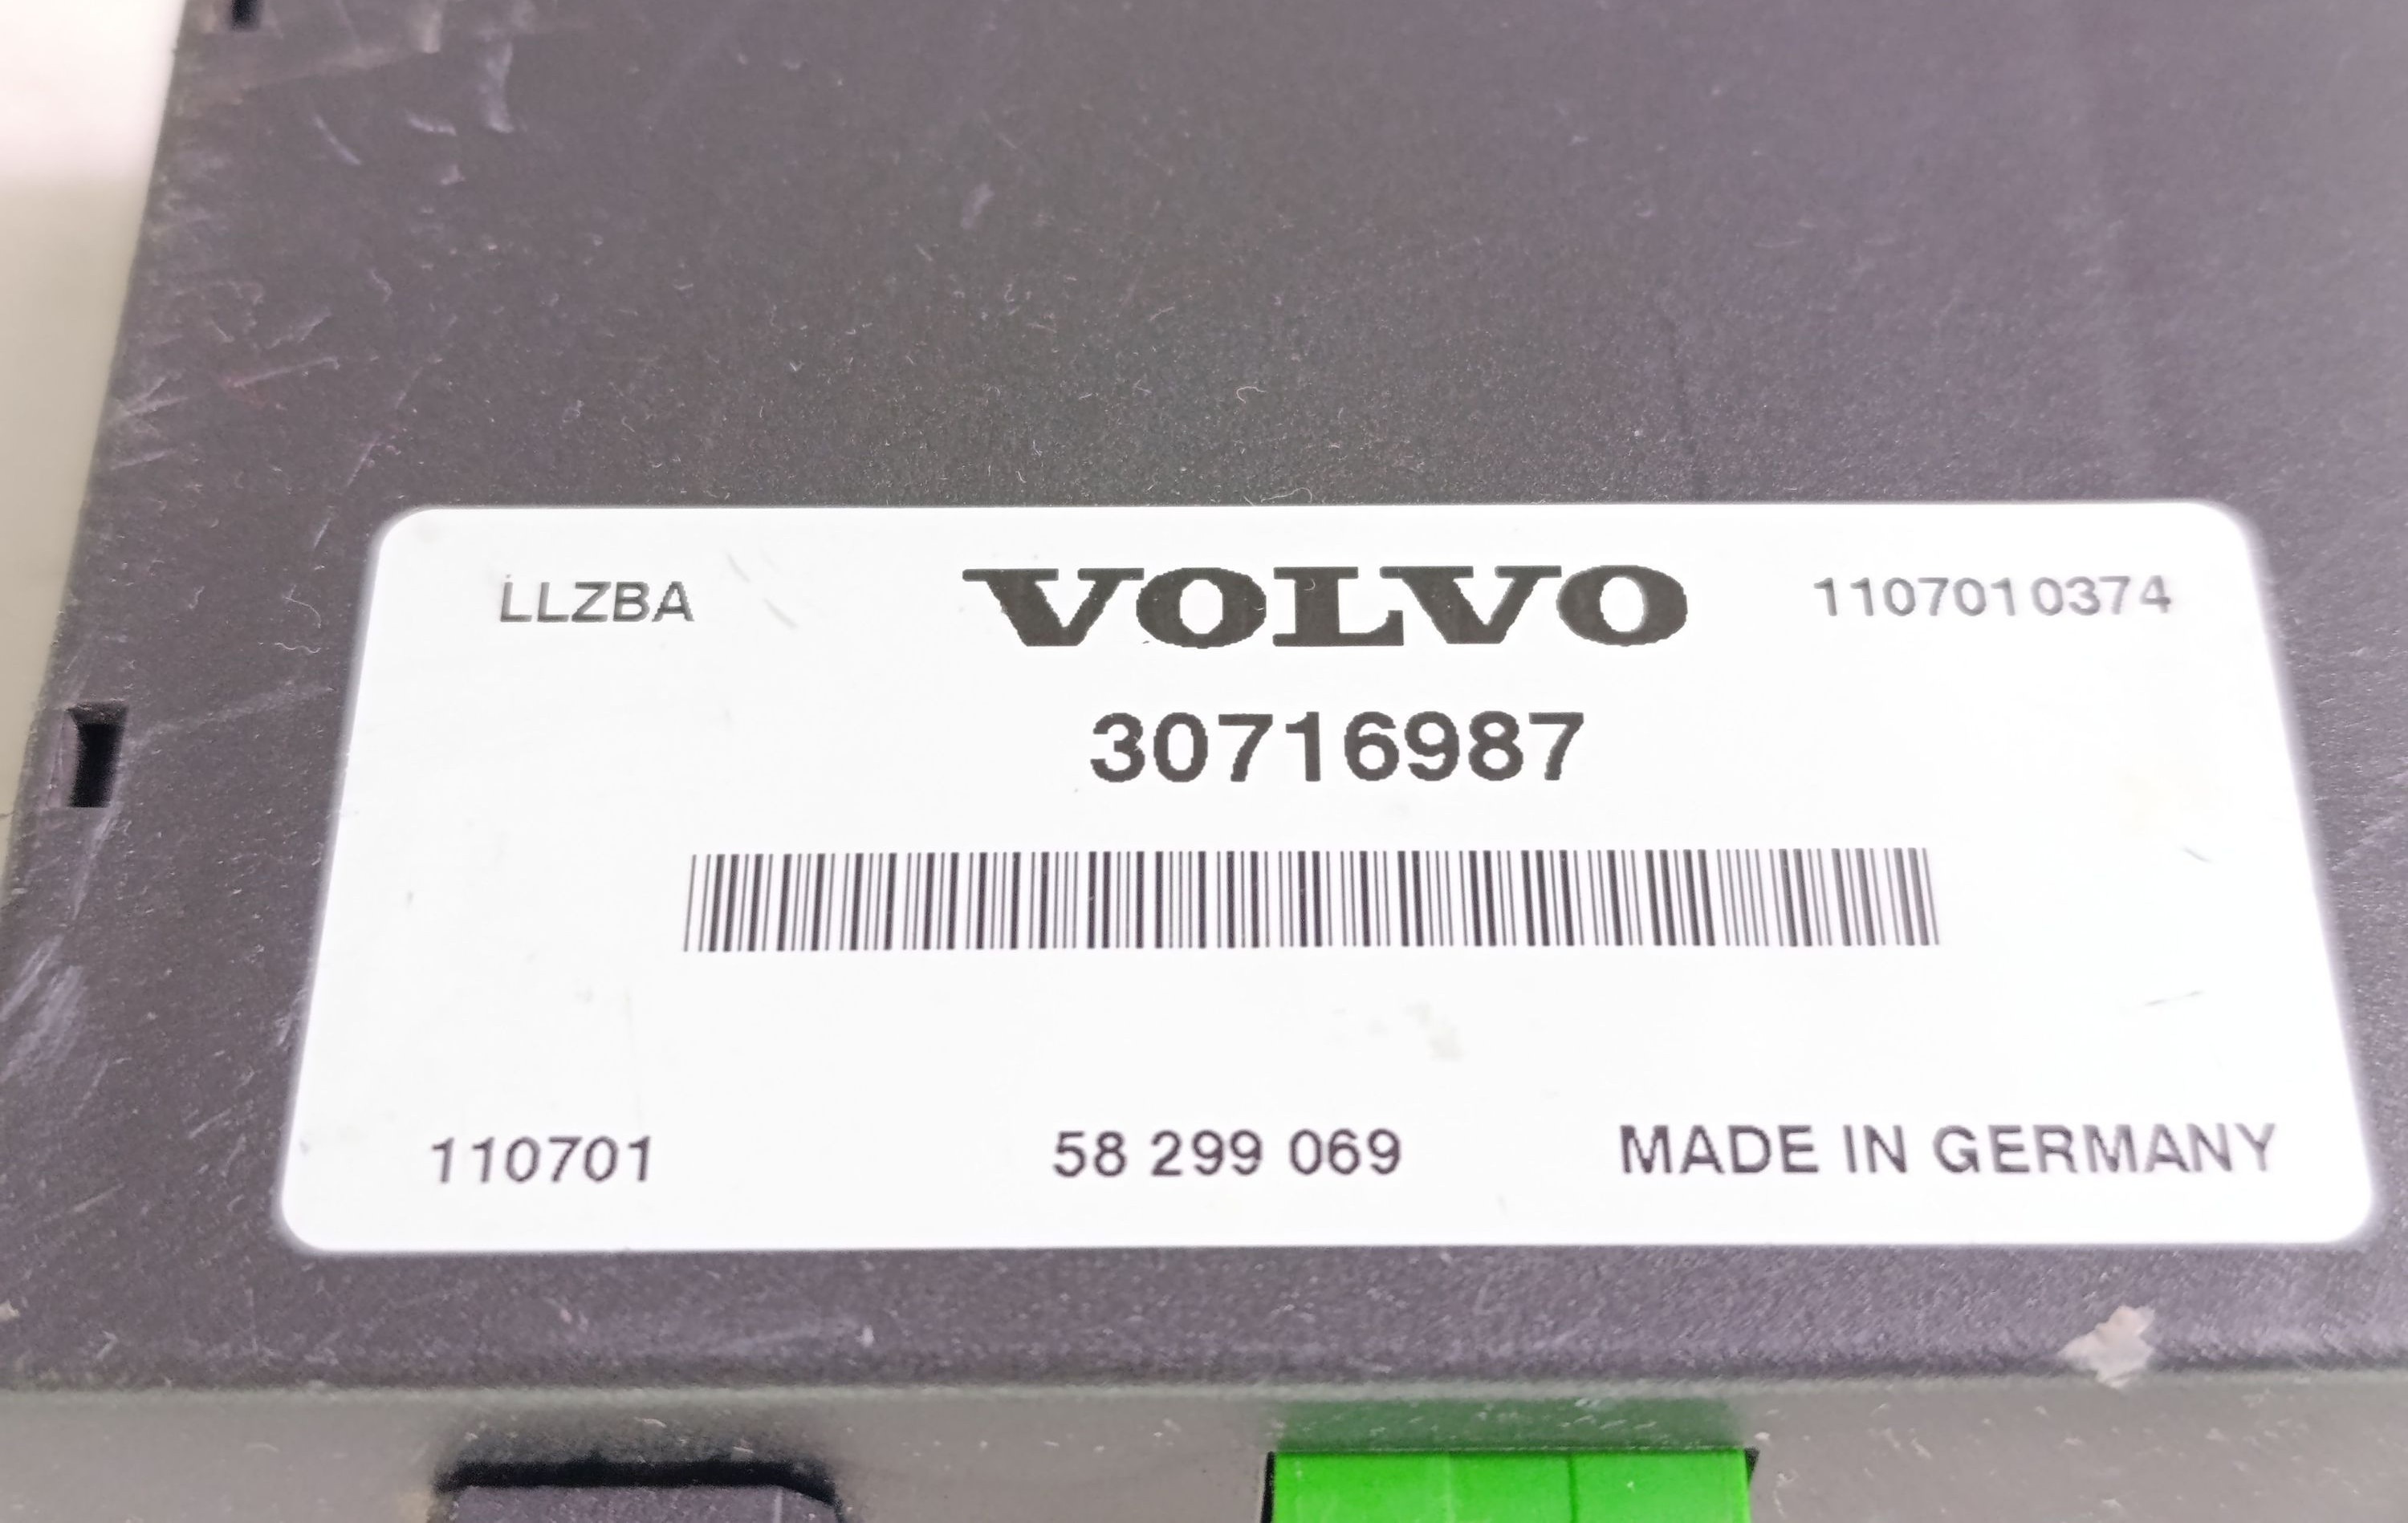 LLZBA VOLVO 1107010374
30716987
110701 58 299 069 MADE IN GERMANY